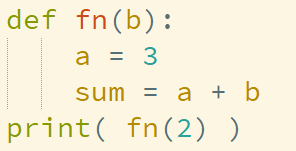 def fn(b):
    a = 3
    sum = a + b
print( fn(2) )